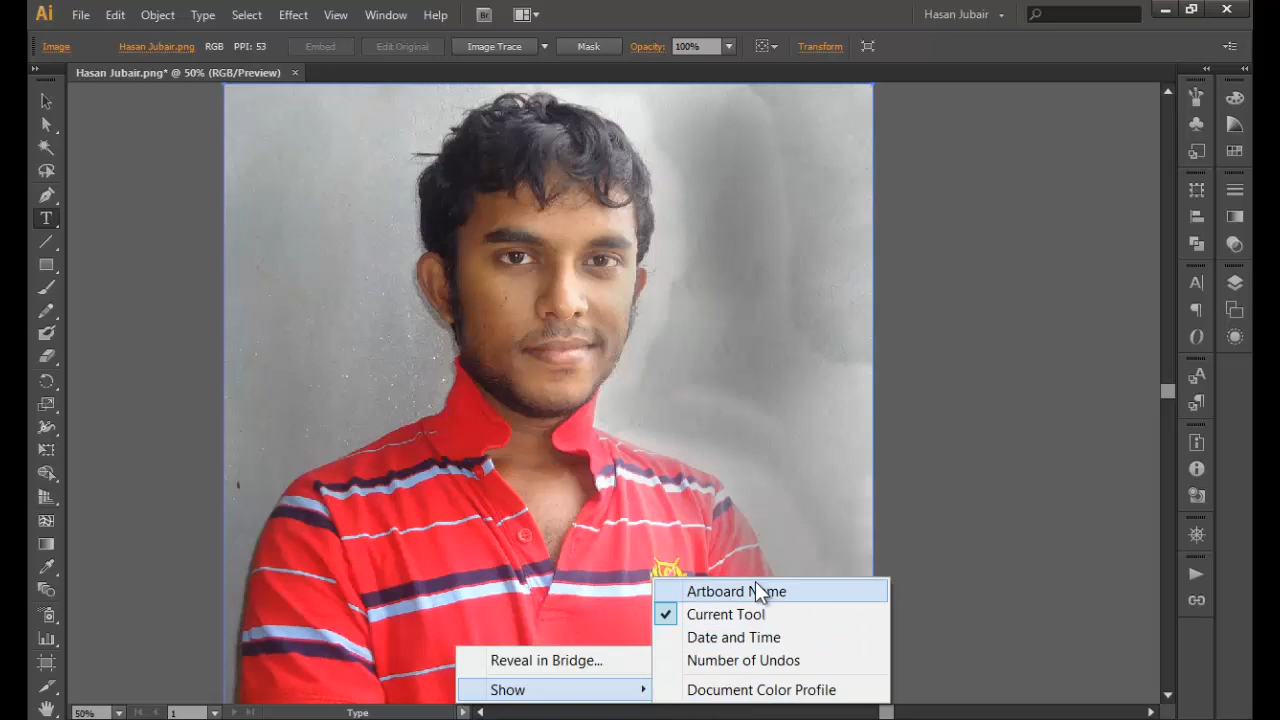 Ai File Edit Object Type Select Effect View Window Help Br Hasan Jubair
Image Hasan Jubair.png RGB PPI: 53 Embed Edit Original Image Trace Mask Opacity: 100% Transform
Hasan Jubair.png* @ 50% (RGB/Preview)
Artboard Name
Current Tool
Date and Time
Reveal in Bridge...
Number of Undos
Show
Document Color Profile
50% 1 Type